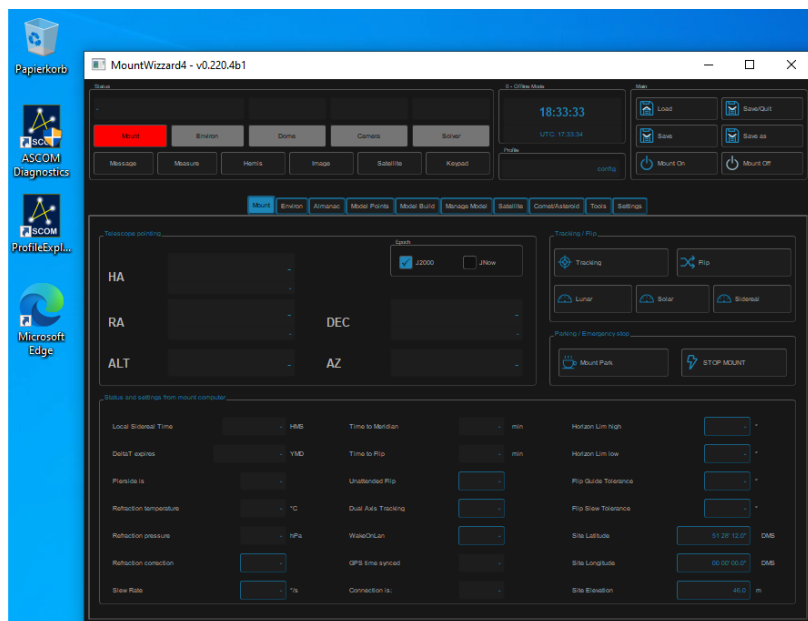 Papierkorb
ASCOM
Diagnostics
ProfileExpl...
Microsoft
Edge
MountWizzard4 - v0.220.4b1
Status
0 - Offline Mode
Main
-
18:33:33
UTC: 17:33:34
Load
Save/Quit
Mount
Environ
Dome
Camera
Solver
Save
Save as
Profile
Message
Measure
Hemis
Image
Satellite
Keypad
config
Mount On
Mount Off
Mount
Environ
Almanac
Model Points
Model Build
Manage Model
Satellite
Comet/Asteroid
Tools
Settings
Telescope pointing
Epoch
J2000
JNow
HA
-
-
RA
-
-
DEC
-
-
ALT
-
AZ
-
Tracking / Flip
Tracking
Flip
Lunar
Solar
Sidereal
Parking / Emergency stop
Mount Park
STOP MOUNT
Status and settings from mount computer
Local Sidereal Time - HMS
Time to Meridian - min
Horizon Lim high - °
DeltaT expires - YMD
Time to Flip - min
Horizon Lim low - °
Pierside is -
Unattended Flip -
Flip Guide Tolerance - °
Refraction temperature - °C
Dual Axis Tracking -
Flip Slew Tolerance - °
Refraction pressure - hPa
WakeOnLan -
Site Latitude 51 28' 12.0" DMS
Refraction correction -
GPS time synced -
Site Longitude 00 00' 00.0" DMS
Slew Rate - °/s
Connection is: -
Site Elevation 46.0 m